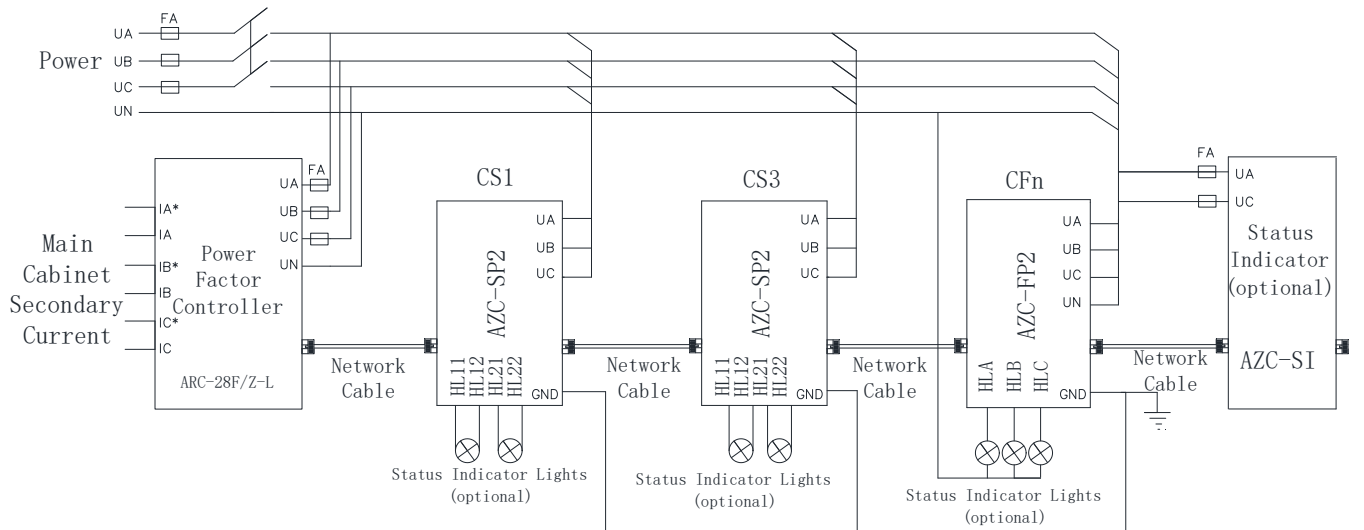 FA
UA
Power
UB
UC
UN
FA
UA
UB
UC
UN
IA*
IA
IB*
IB
IC*
IC
Main
Cabinet
Secondary
Current
Power
Factor
Controller
ARC-28F/Z-L
Network
Cable
CS1
UA
UB
UC
AZC-SP2
HL11
HL12
HL21
HL22
GND
Status Indicator Lights
(optional)
Network
Cable
CS3
UA
UB
UC
AZC-SP2
HL11
HL12
HL21
HL22
GND
Status Indicator Lights
(optional)
Network
Cable
CFn
UA
UB
UC
UN
AZC-FP2
HLA
HLB
HLC
GND
Status Indicator Lights
(optional)
Network
Cable
FA
UA
UC
Status
Indicator
(optional)
AZC-SI